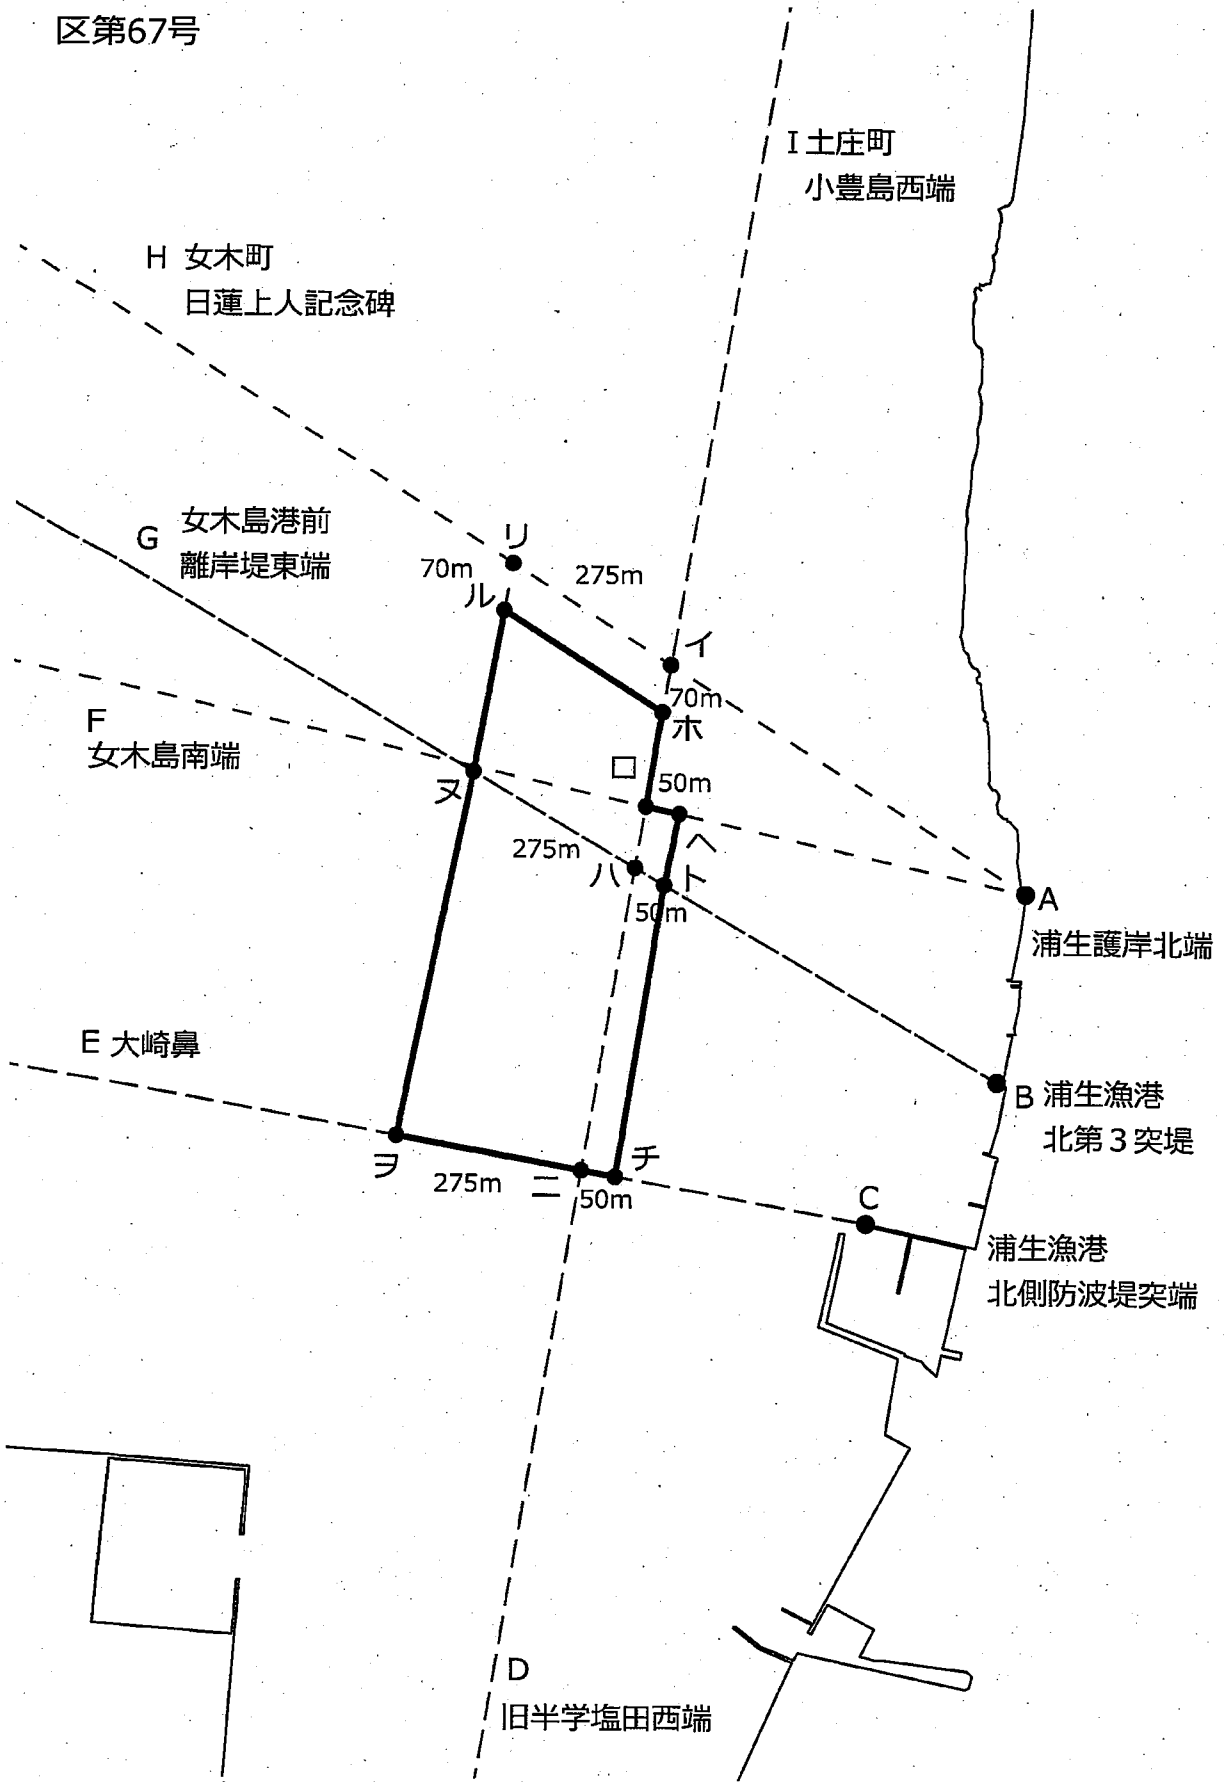 区第67号
I 土庄町
小豊島西端
H 女木町
日蓮上人記念碑
G 女木島港前
離岸堤東端
リ
70m
275m
ル
イ
70m
ホ
F
女木島南端
ロ
50m
ヌ
ヘ
275m
ハ
ト
50m
A
浦生護岸北端
E 大崎鼻
B 浦生漁港
北第3突堤
ヲ
275m
ニ
50m
チ
C
浦生漁港
北側防波堤突端
D
旧半学塩田西端